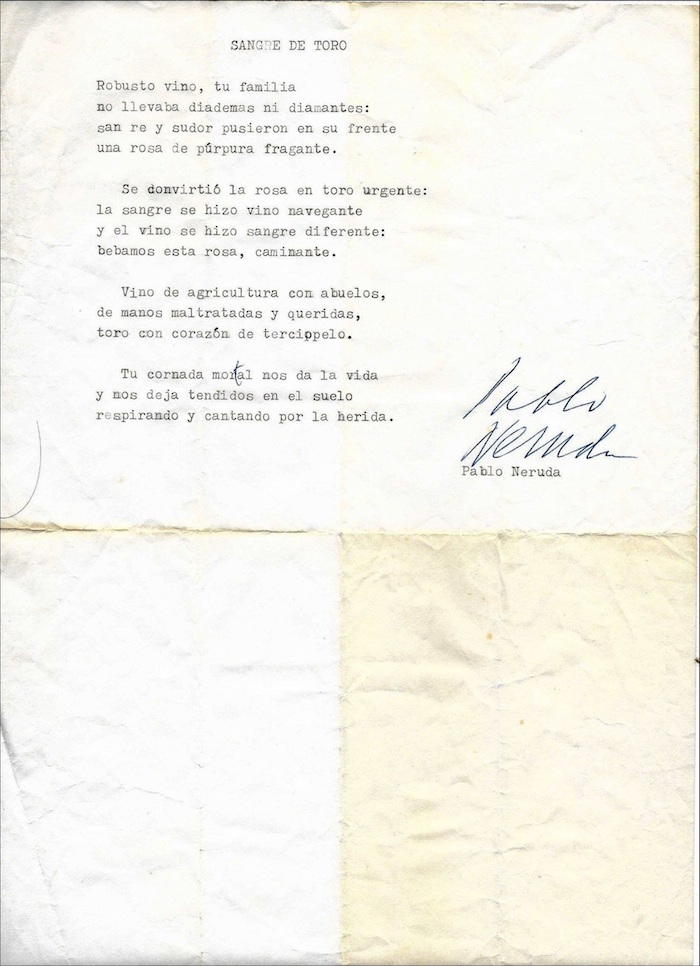 SANGRE DE TORO
Robusto vino, tu familia
no llevaba diademas ni diamantes:
san re y sudor pusieron en su frente
una rosa de púrpura fragante.
Se donvirtió la rosa en toro urgente:
la sangre se hizo vino navegante
y el vino se hizo sangre diferente:
bebamos esta rosa, caminante.
Vino de agricultura con abuelos,
de manos maltratadas y queridas,
toro con corazón de tercippelo.
Tu cornada mortal nos da la vida
y nos deja tendidos en el suelo
respirando y cantando por la herida.
Pablo
Neruda
Pablo Neruda